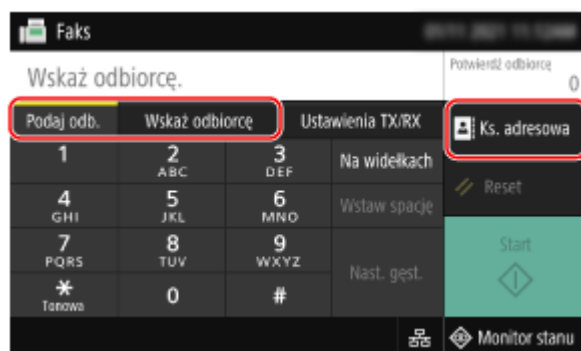 Faks
Wskaż odbiorcę.
Potwierdź odbiorcę
0
Podaj odb. Wskaż odbiorcę Ustawienia TX/RX
Ks. adresowa
1 2 3 Na widełkach
ABC DEF
Reset
4 5 6 Wstaw spację
GHI JKL MNO
7 8 9 Start
PQRS TUV WXYZ
Nast. gęst.
* 0 #
Tonowa
Monitor stanu